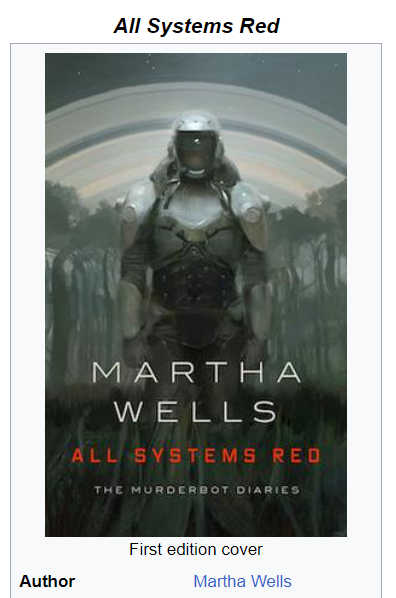 All Systems Red
MARTHA
WELLS
ALL SYSTEMS RED
THE MURDERBOT DIARIES
First edition cover
Author Martha Wells